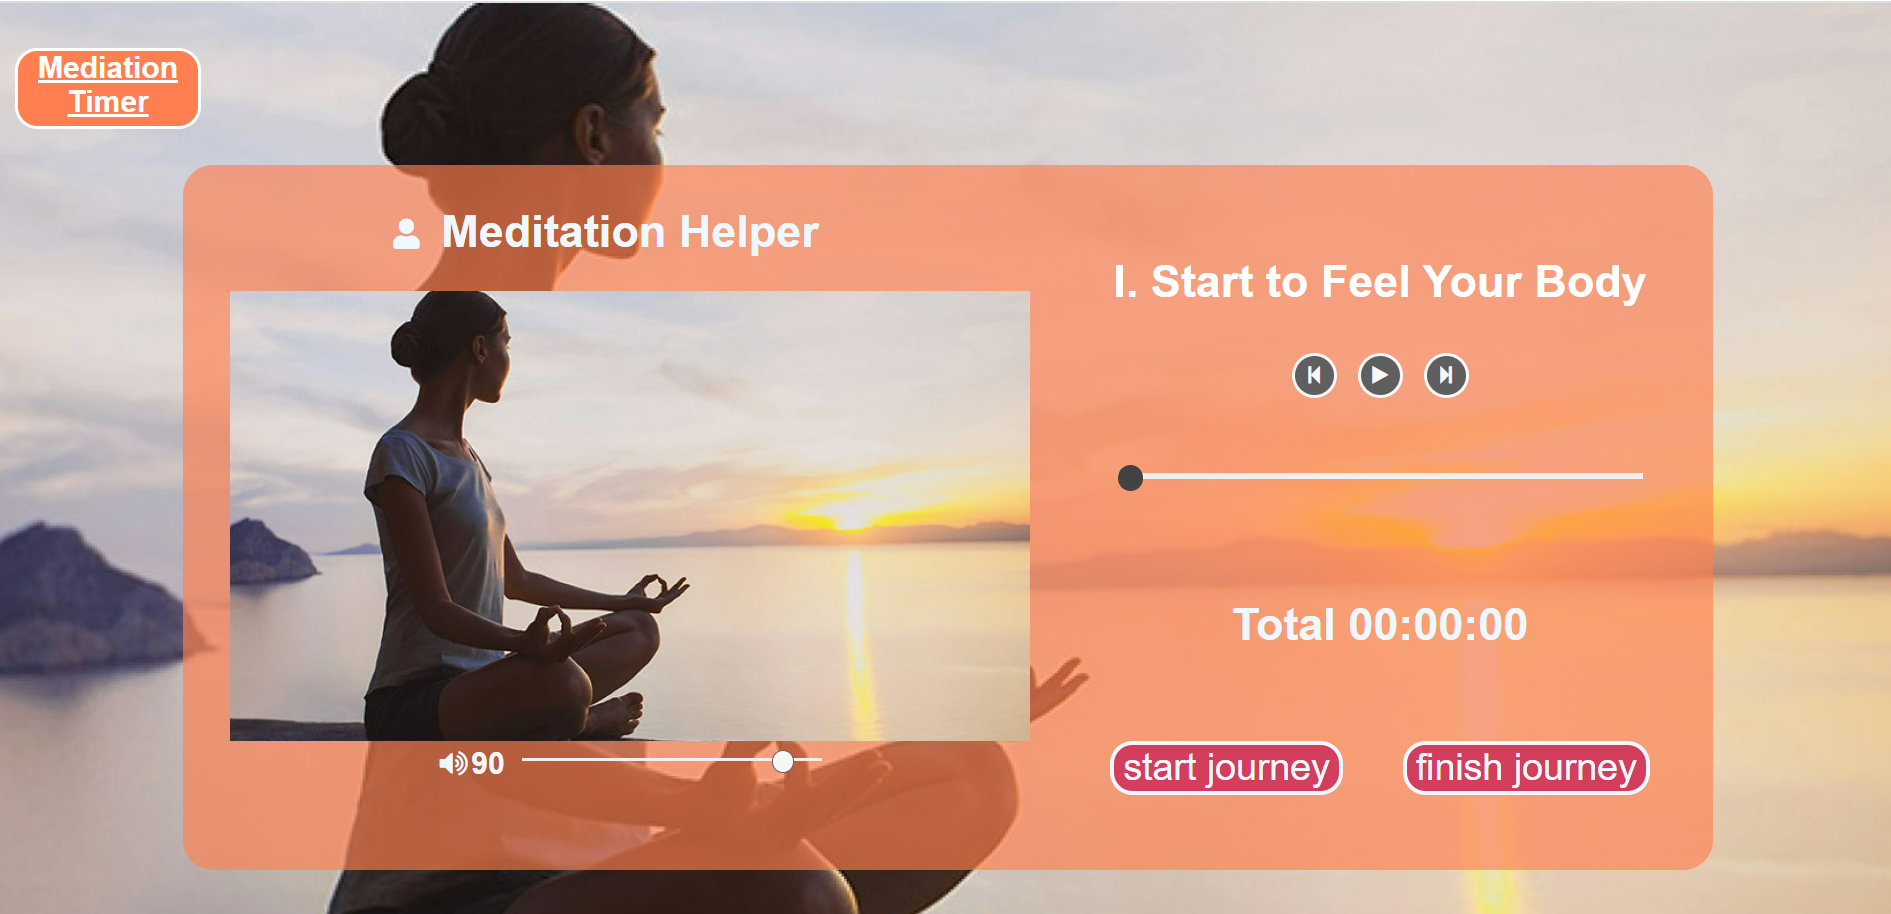 Mediation
Timer
Meditation Helper
I. Start to Feel Your Body
Total 00:00:00
90
start journey
finish journey